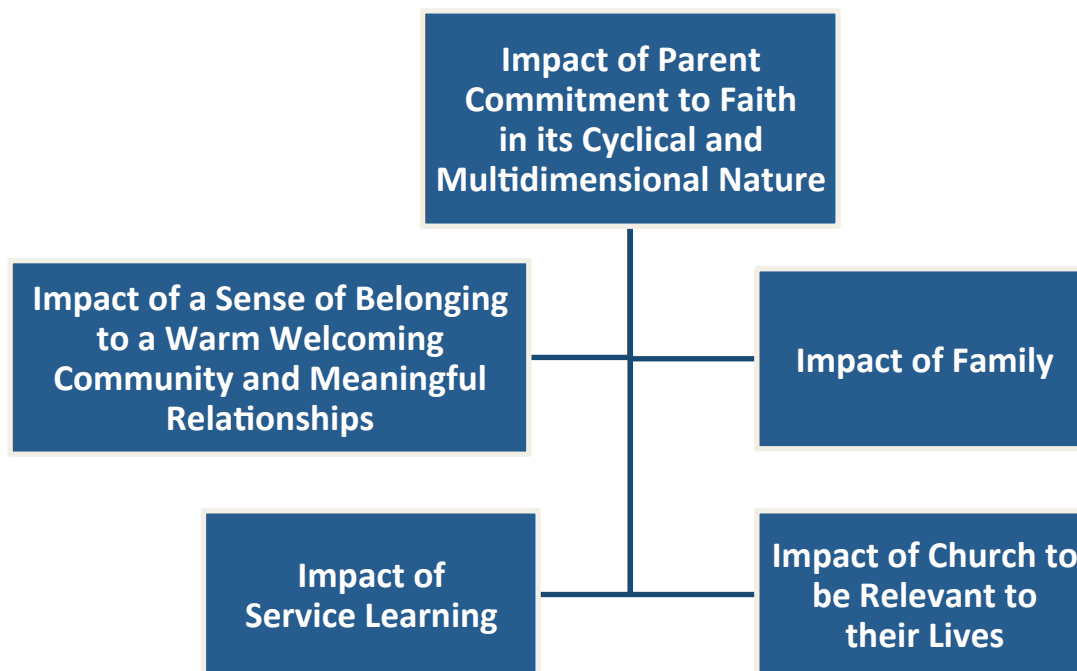 Impact of Parent
Commitment to Faith
in its Cyclical and
Multidimensional Nature
Impact of a Sense of Belonging
to a Warm Welcoming
Community and Meaningful
Relationships
Impact of Family
Impact of
Service Learning
Impact of Church to
be Relevant to
their Lives